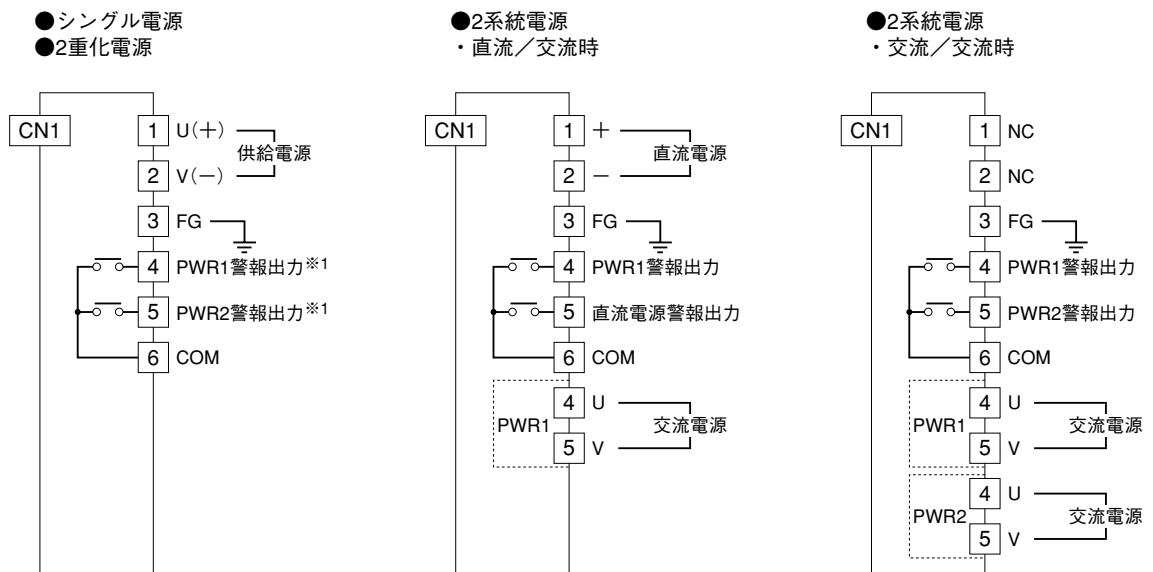 ●シングル電源
●2重化電源
CN1
1 U(+)
供給電源
2 V(−)
3 FG
4 PWR1警報出力※1
5 PWR2警報出力※1
6 COM
●2系統電源
・直流／交流時
CN1
1 +
直流電源
2 −
3 FG
4 PWR1警報出力
5 直流電源警報出力
6 COM
PWR1
4 U
交流電源
5 V
●2系統電源
・交流／交流時
CN1
1 NC
2 NC
3 FG
4 PWR1警報出力
5 PWR2警報出力
6 COM
PWR1
4 U
交流電源
5 V
PWR2
4 U
交流電源
5 V